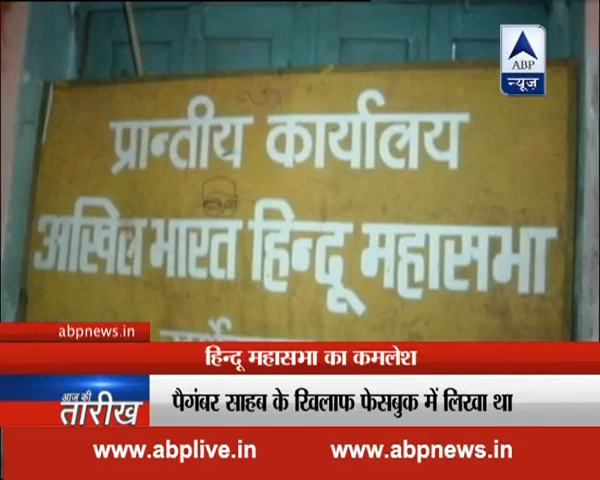 ABP
न्यूज़
प्रान्तीय कार्यालय
अखिल भारत हिन्दू महासभा
abpnews.in
हिन्दू महासभा का कमलेश
आज की
तारीख
पैगंबर साहब के खिलाफ फेसबुक में लिखा था
www.abplive.in
www.abpnews.in